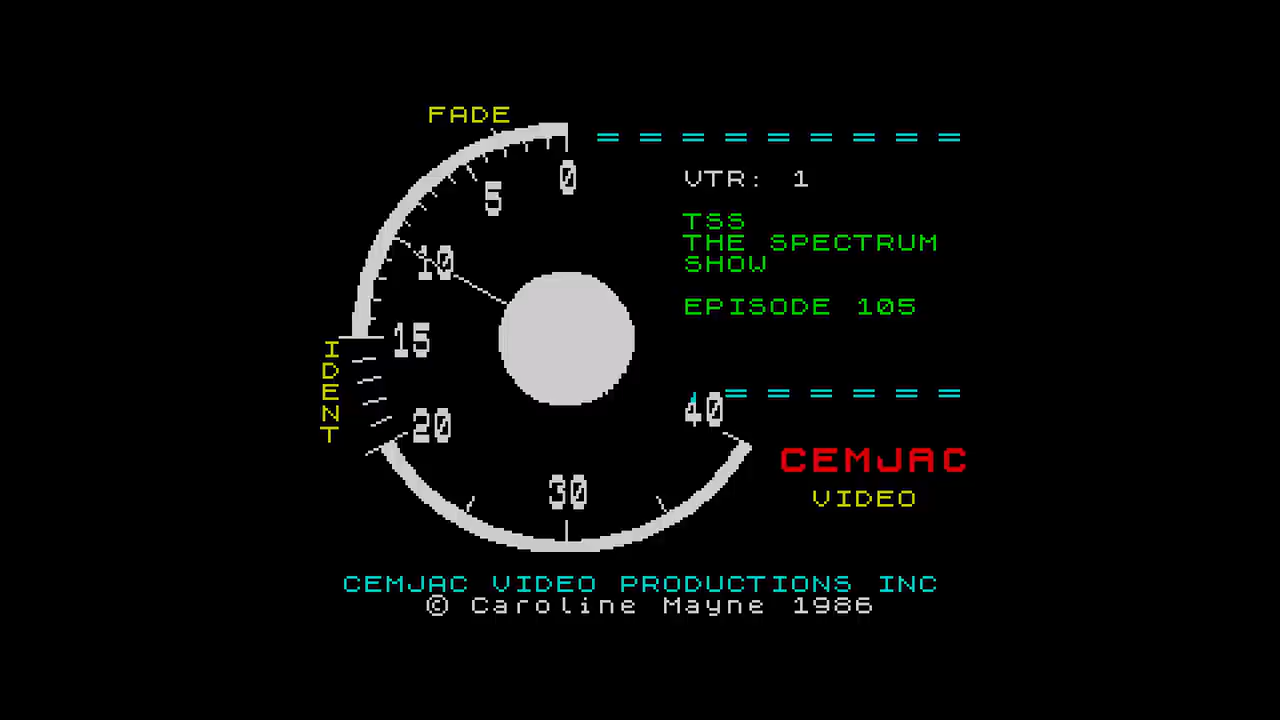 FADE
= = = = = = = = =
0
VTR: 1
5
TSS
THE SPECTRUM
SHOW
10
EPISODE 105
15
IDENT
= = = = = =
40
20
CEMJAC
30
VIDEO
CEMJAC VIDEO PRODUCTIONS INC
© Caroline Mayne 1986